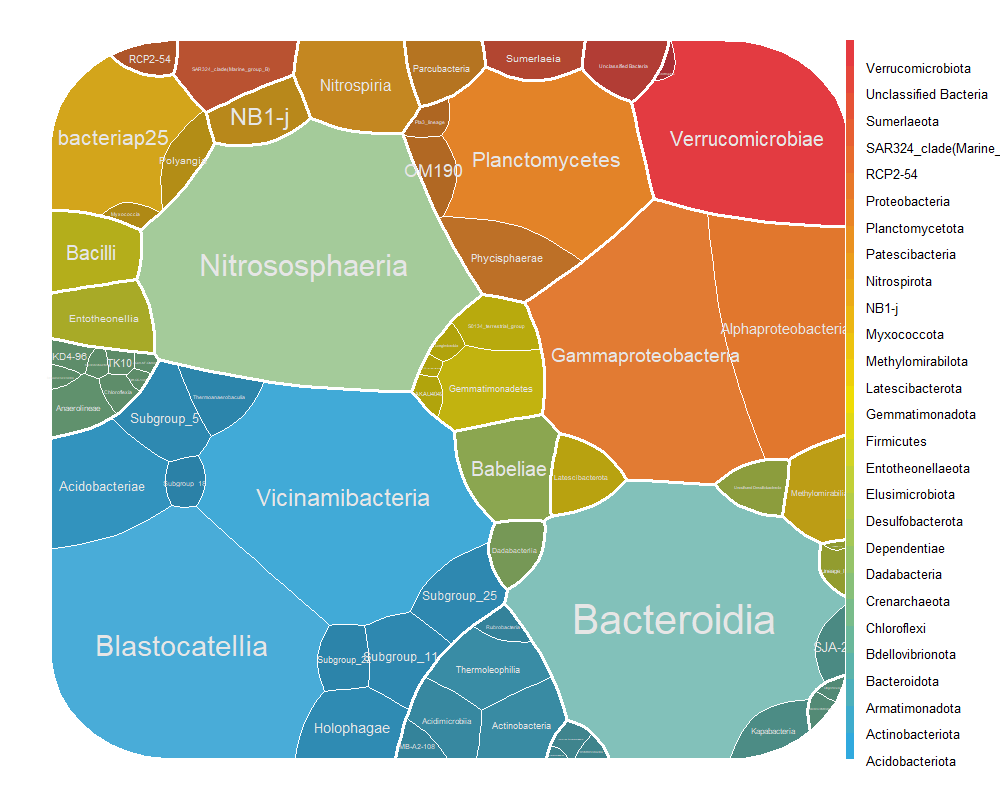 RCP2-54
SAR324_clade(Marine_group_B)
Nitrospiria
Parcubacteria
Sumerlaeia
Unclassified Bacteria
NB1-j
bacteriap25
Polyangia
Pla3_lineage
OM190
Planctomycetes
Verrucomicrobiae
Myxococcia
Bacilli
Nitrososphaeria
Phycisphaerae
Entotheonellia
Gammaproteobacteria
Alphaproteobacteria
KD4-96
TK10
Chloroflexia
Anaerolineae
Gemmatimonadetes
Thermoanaerobaculia
Subgroup_5
Babeliae
Latescibacterota
Acidobacteriae
Subgroup_18
Vicinamibacteria
Methylomirabilia
Dadabacteriia
Subgroup_25
Bacteroidia
Rubrobacteria
Blastocatellia
Subgroup_11
Thermoleophilia
SJA-2
Holophagae
Acidimicrobiia
Actinobacteria
Kapabacteria
MB-A2-108
Verrucomicrobiota
Unclassified Bacteria
Sumerlaeota
SAR324_clade(Marine_
RCP2-54
Proteobacteria
Planctomycetota
Patescibacteria
Nitrospirota
NB1-j
Myxococcota
Methylomirabilota
Latescibacterota
Gemmatimonadota
Firmicutes
Entotheonellaeota
Elusimicrobiota
Desulfobacterota
Dependentiae
Dadabacteria
Crenarchaeota
Chloroflexi
Bdellovibrionota
Bacteroidota
Armatimonadota
Actinobacteriota
Acidobacteriota